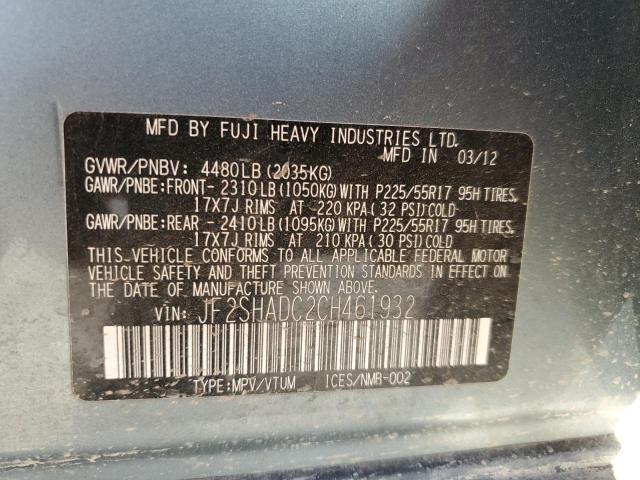 MFD BY FUJI HEAVY INDUSTRIES LTD.
MFD IN 03/12
GVWR/PNBV: 4480LB(2035KG)
GAWR/PNBE:FRONT- 2310LB(1050KG)WITH P225/55R17 95H TIRES,
17X7J RIMS AT 220 KPA(32 PSI)COLD
GAWR/PNBE:REAR - 2410LB(1095KG)WITH P225/55R17 95H TIRES,
17X7J RIMS AT 210 KPA(30 PSI)COLD
THIS VEHICLE CONFORMS TO ALL APPLICABLE FEDERAL MOTOR
VEHICLE SAFETY AND THEFT PREVENTION STANDARDS IN EFFECT ON
THE DATE OF MANUFACTURE SHOWN ABOVE.
VIN: JF2SHADC2CH461932
TYPE:MPV/VTUM ICES/NMB-002